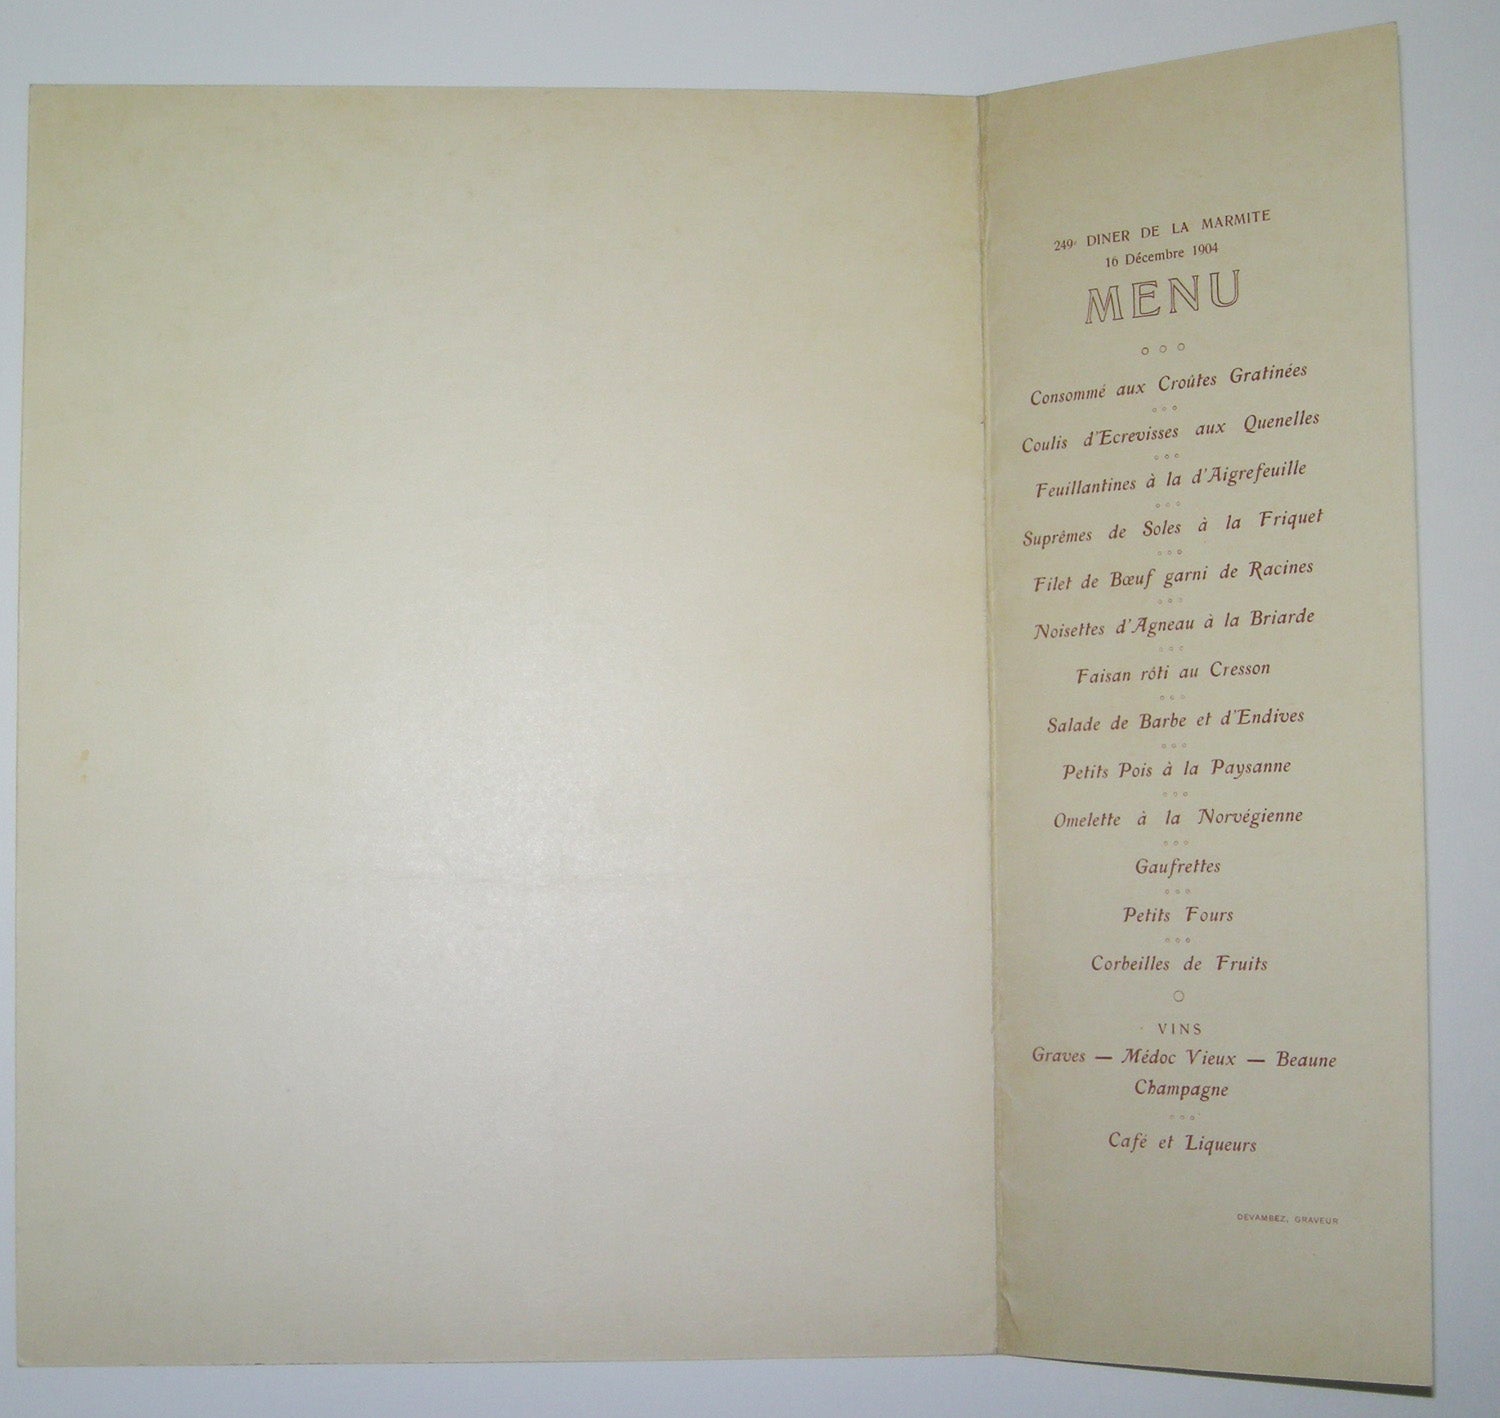 249e DINER DE LA MARMITE
16 Décembre 1904
MENU
Consommé aux Croûtes Gratinées
Coulis d'Ecrevisses aux Quenelles
Feuillantines à la d'Aigrefeuille
Suprêmes de Soles à la Friquet
Filet de Bœuf garni de Racines
Noisettes d'Agneau à la Briarde
Faisan rôti au Cresson
Salade de Barbe et d'Endives
Petits Pois à la Paysanne
Omelette à la Norvégienne
Gaufrettes
Petits Fours
Corbeilles de Fruits
VINS
Graves — Médoc Vieux — Beaune
Champagne
Café et Liqueurs
DEVAMBEZ, GRAVEUR